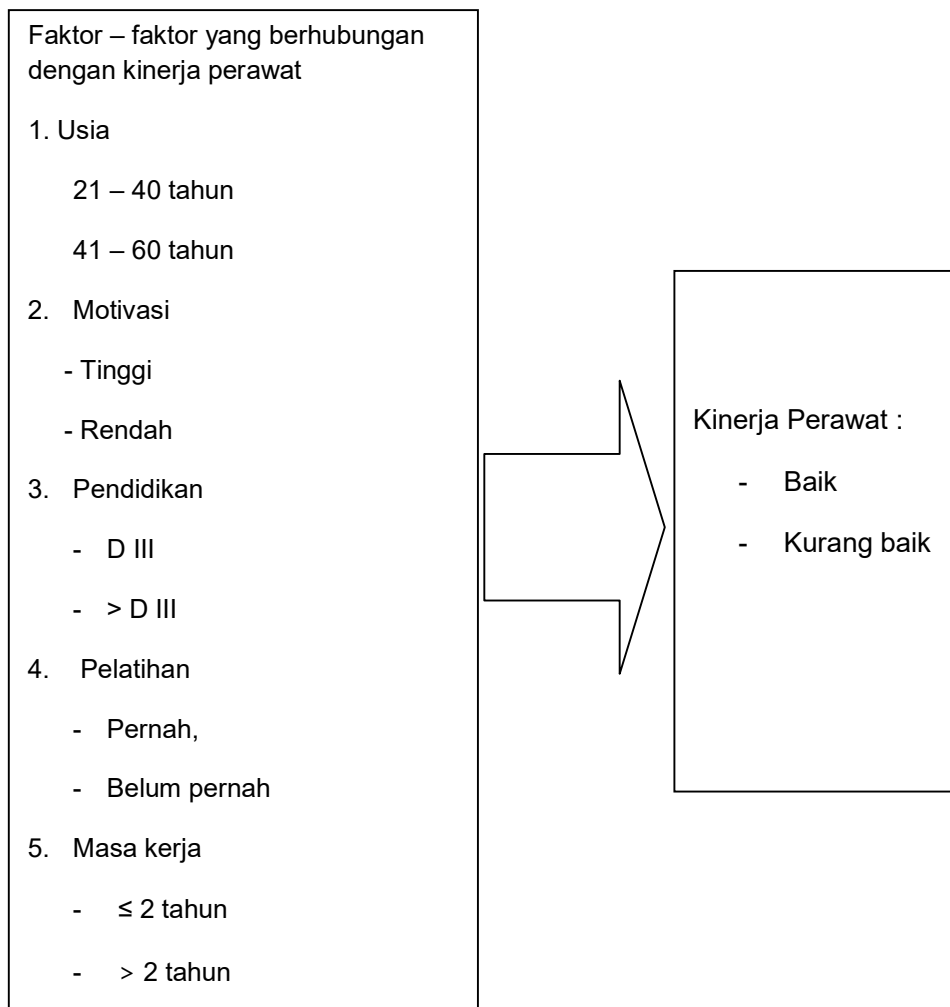 Faktor – faktor yang berhubungan
dengan kinerja perawat
1. Usia
21 – 40 tahun
41 – 60 tahun
2. Motivasi
- Tinggi
- Rendah
3. Pendidikan
- D III
- > D III
4. Pelatihan
- Pernah,
- Belum pernah
5. Masa kerja
- ≤ 2 tahun
- > 2 tahun
Kinerja Perawat :
- Baik
- Kurang baik